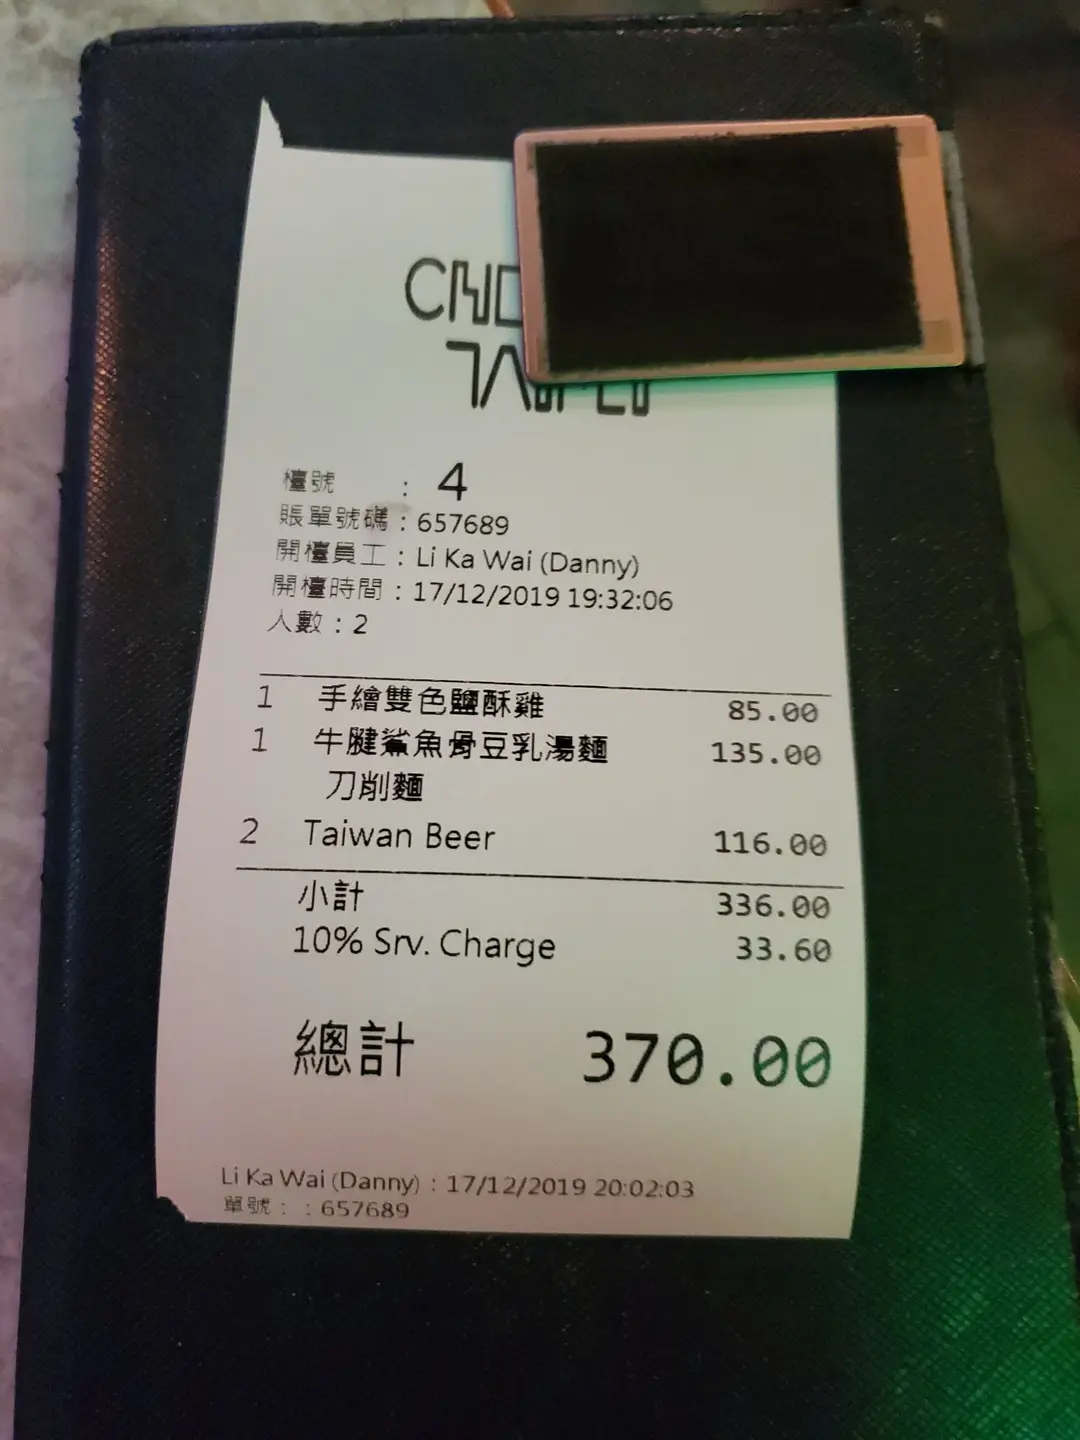 檯號 : 4
賬單號碼 : 657689
開檯員工 : Li Ka Wai (Danny)
開檯時間 : 17/12/2019 19:32:06
人數 : 2
1 手繪雙色鹽酥雞 85.00
1 牛腱鯊魚骨豆乳湯麵 135.00
刀削麵
2 Taiwan Beer 116.00
小計 336.00
10% Srv. Charge 33.60
總計 370.00
Li Ka Wai (Danny) : 17/12/2019 20:02:03
單號 : : 657689